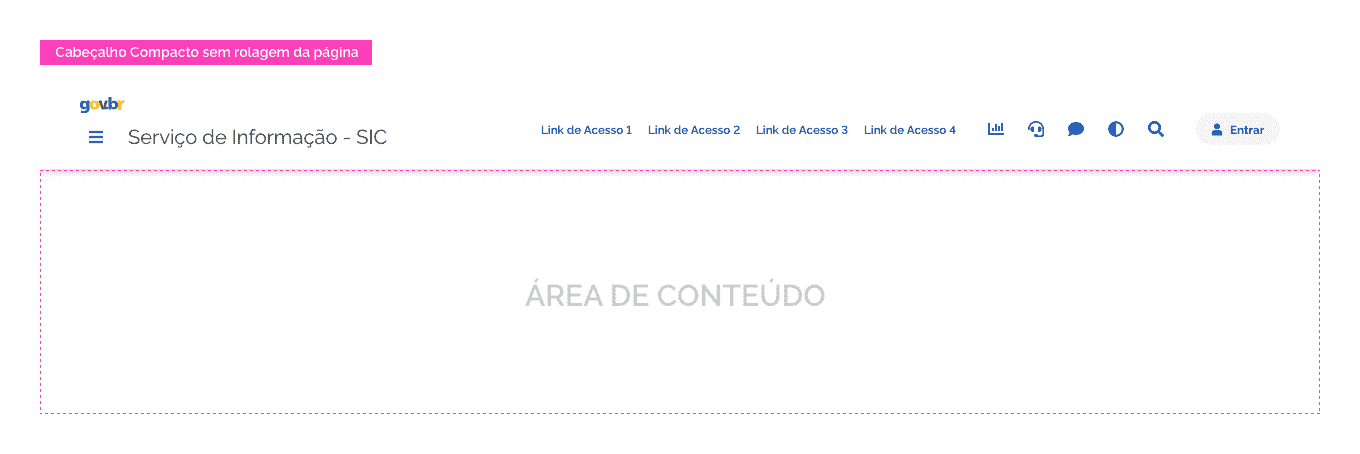 Cabeçalho Compacto sem rolagem da página
gov.br
Serviço de Informação - SIC
Link de Acesso 1 Link de Acesso 2 Link de Acesso 3 Link de Acesso 4 Entrar
ÁREA DE CONTEÚDO